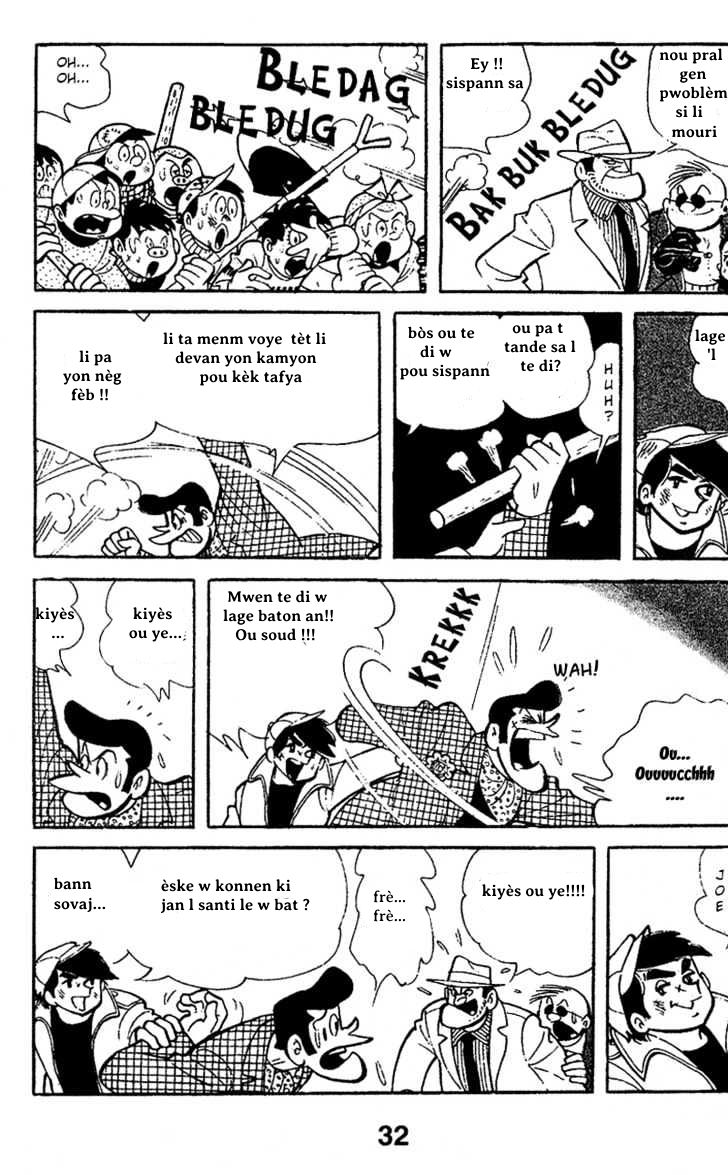 OH...
OH...
BLEDAG
BLEDUG
Ey !!
sispann sa
BAK BUK BLEDUG
nou pral
gen
pwoblèm
si li
mouri
li pa
yon nèg
fèb !!
li ta menm voye tèt li
devan yon kamyon
pou kèk tafya
bòs ou te
di w
pou sispann
ou pa t
tande sa l
te di?
HUH?
lage
'l
kiyès
...
kiyès
ou ye...
Mwen te di w
lage baton an!!
Ou soud !!!
KREKKK
WAH!
Ou...
Ouuuucchhh
....
bann
sovaj...
èske w konnen ki
jan l santi le w bat ?
frè...
frè...
kiyès ou ye!!!!
JOE
32